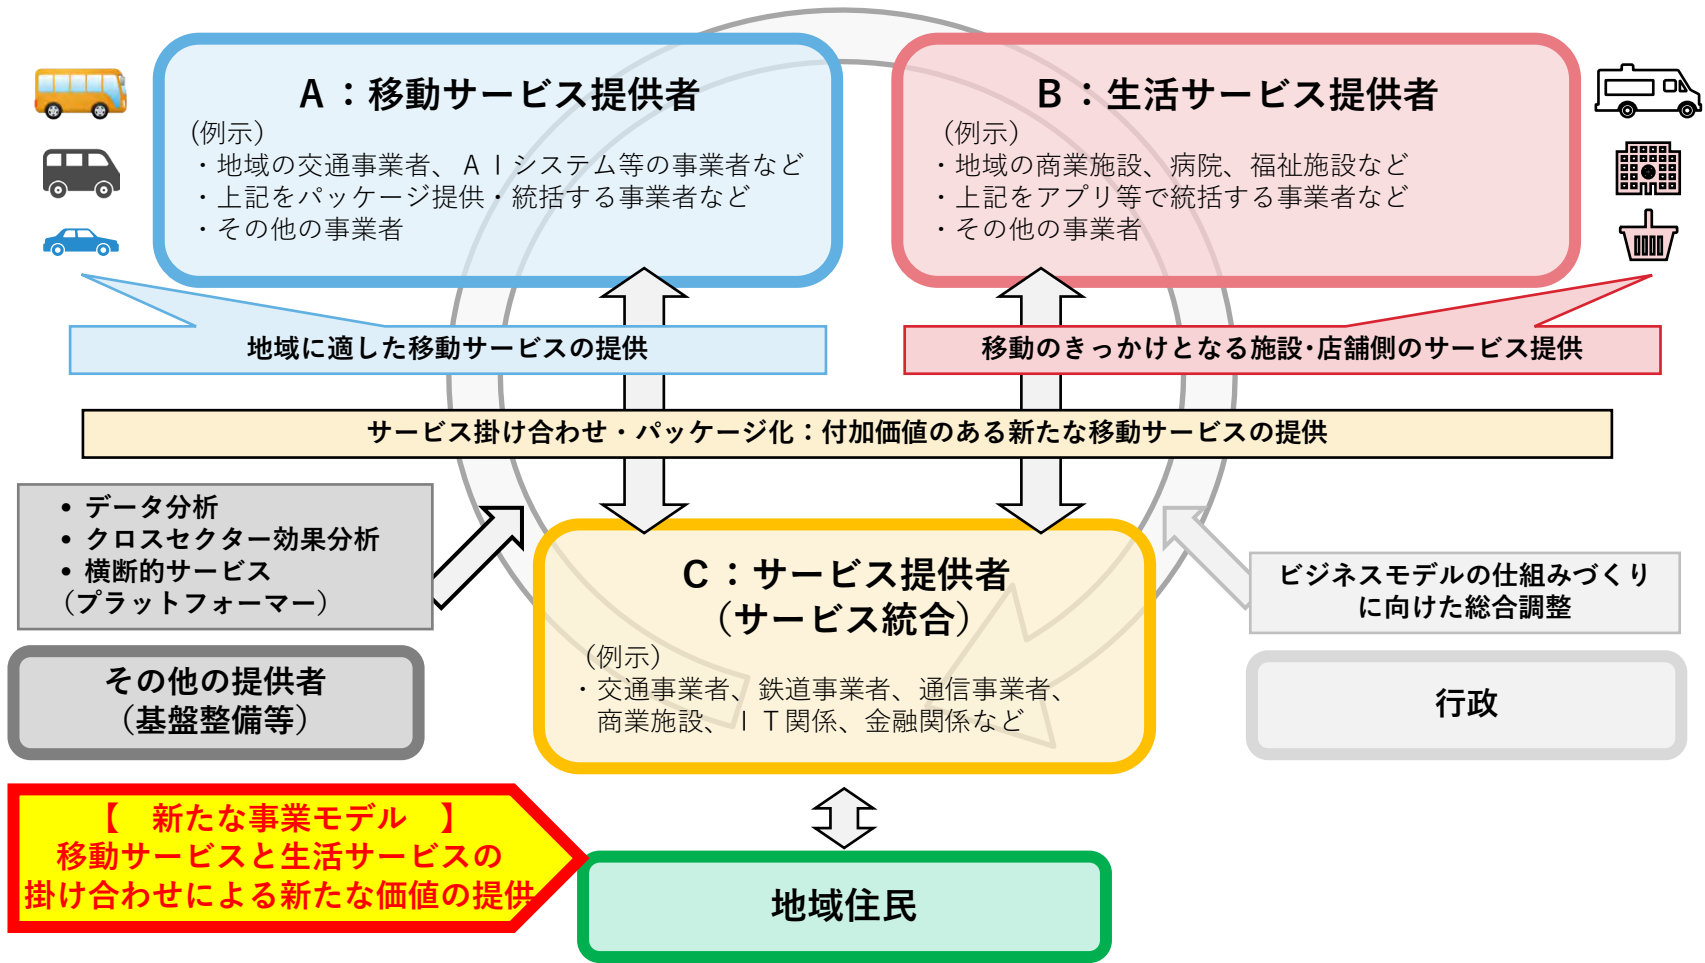 A：移動サービス提供者
(例示)
・地域の交通事業者、ＡＩシステム等の事業者など
・上記をパッケージ提供・統括する事業者など
・その他の事業者
B：生活サービス提供者
(例示)
・地域の商業施設、病院、福祉施設など
・上記をアプリ等で統括する事業者など
・その他の事業者
地域に適した移動サービスの提供
移動のきっかけとなる施設･店舗側のサービス提供
サービス掛け合わせ・パッケージ化：付加価値のある新たな移動サービスの提供
• データ分析
• クロスセクター効果分析
• 横断的サービス
（プラットフォーマー）
その他の提供者
（基盤整備等）
C：サービス提供者
（サービス統合）
(例示)
・交通事業者、鉄道事業者、通信事業者、
商業施設、ＩＴ関係、金融関係など
ビジネスモデルの仕組みづくり
に向けた総合調整
行政
【　新たな事業モデル　】
移動サービスと生活サービスの
掛け合わせによる新たな価値の提供
地域住民